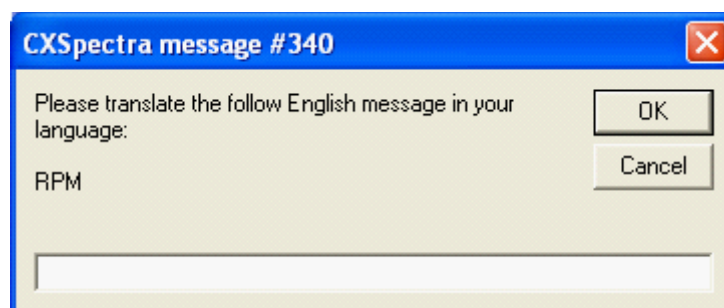 CXSpectra message #340
Please translate the follow English message in your
language:
OK
Cancel
RPM